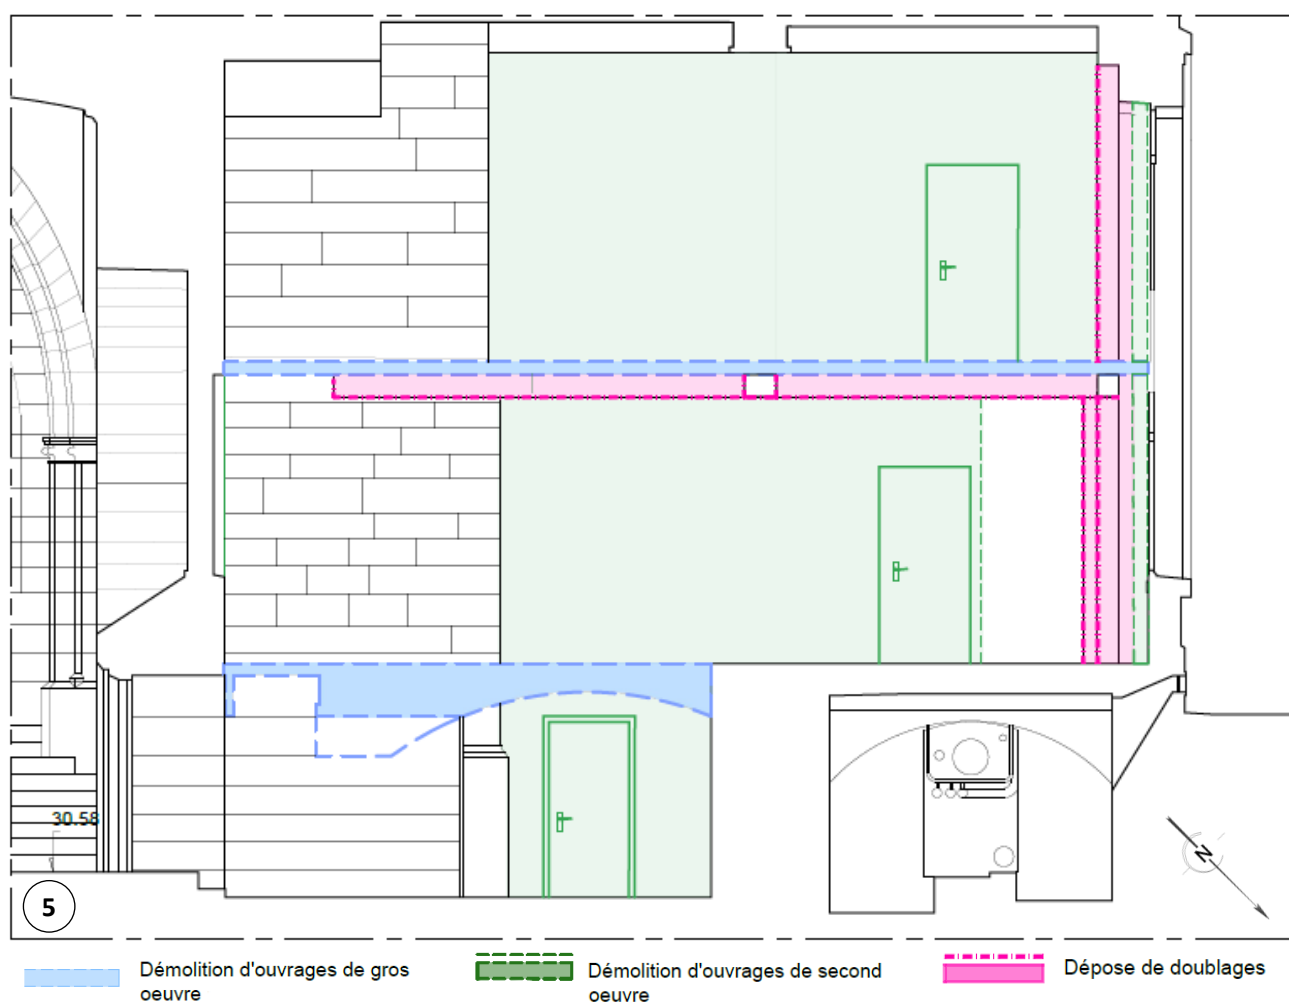 30.58
N
5
Démolition d'ouvrages de gros
oeuvre
Démolition d'ouvrages de second
oeuvre
Dépose de doublages